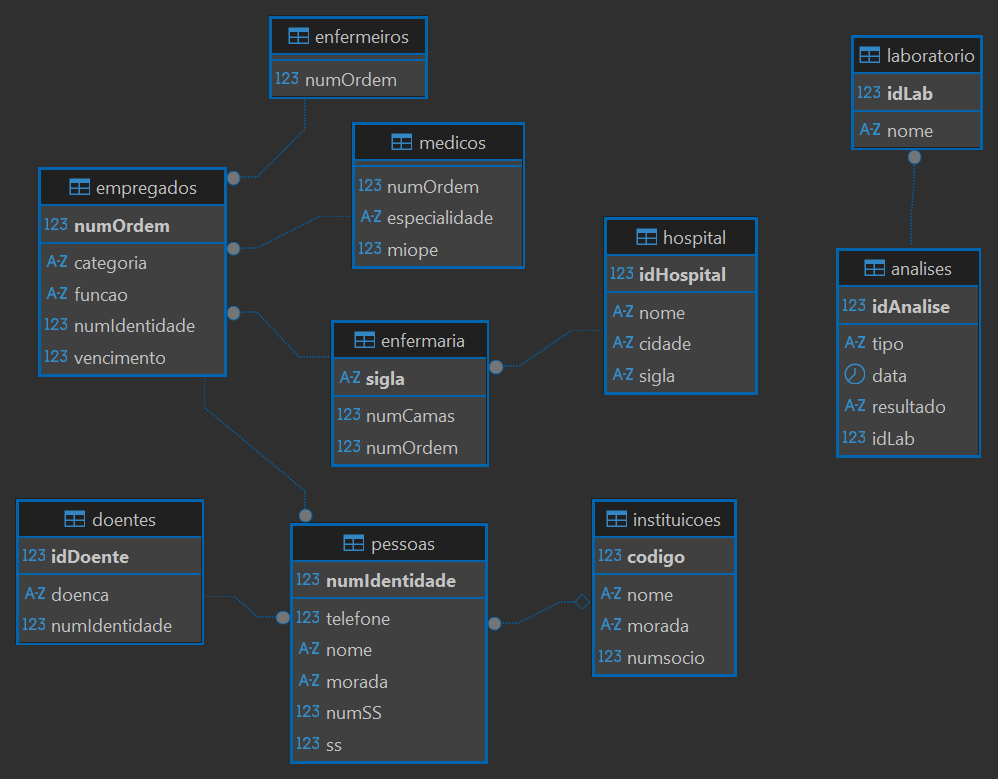 enfermeiros
123 numOrdem
medicos
123 numOrdem
A-Z especialidade
123 miope
empregados
123 numOrdem
A-Z categoria
A-Z funcao
123 numIdentidade
123 vencimento
enfermaria
A-Z sigla
123 numCamas
123 numOrdem
hospital
123 idHospital
A-Z nome
A-Z cidade
A-Z sigla
laboratorio
123 idLab
A-Z nome
analises
123 idAnalise
A-Z tipo
data
A-Z resultado
123 idLab
doentes
123 idDoente
A-Z doenca
123 numIdentidade
pessoas
123 numIdentidade
123 telefone
A-Z nome
A-Z morada
123 numSS
123 ss
instituicoes
123 codigo
A-Z nome
A-Z morada
123 numsocio